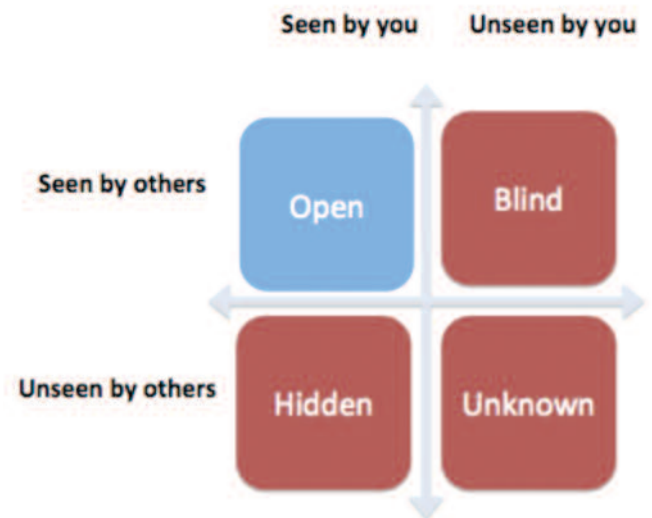 Seen by you Unseen by you
Seen by others
Open
Blind
Unseen by others
Hidden
Unknown